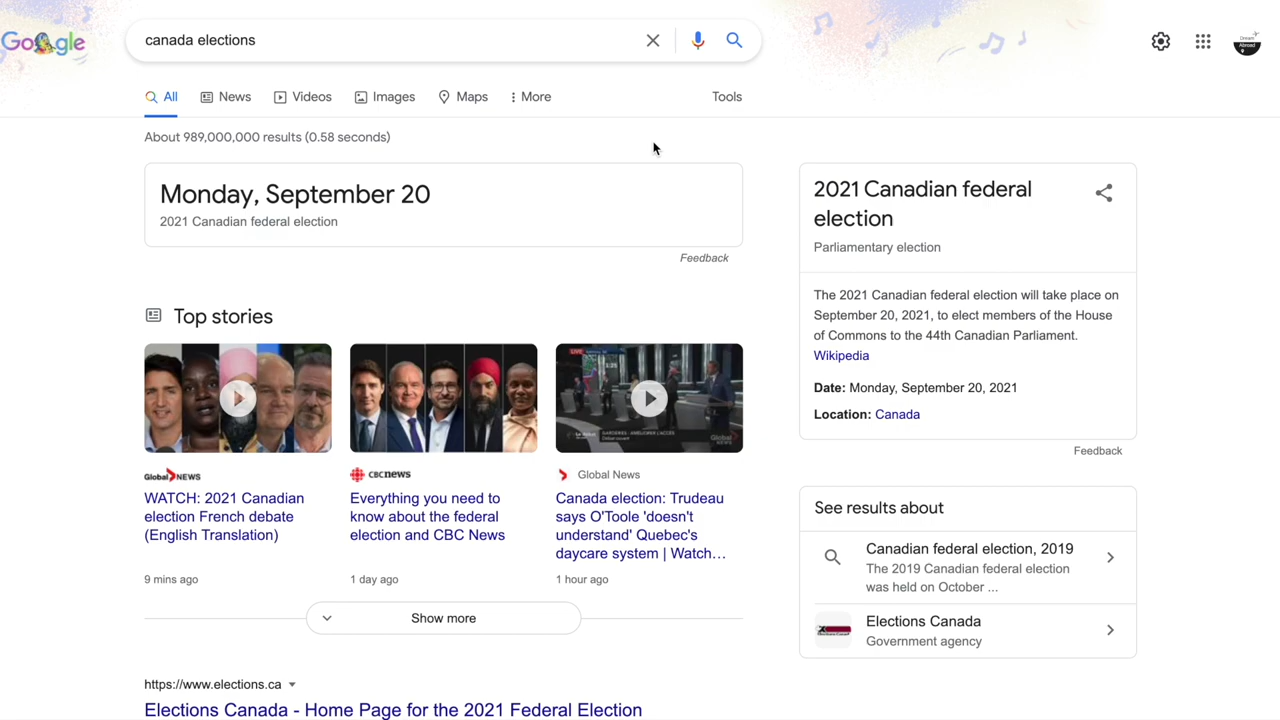 Google
canada elections
All News Videos Images Maps More Tools
About 989,000,000 results (0.58 seconds)
Monday, September 20
2021 Canadian federal election
Feedback
Top stories
Global NEWS
WATCH: 2021 Canadian
election French debate
(English Translation)
9 mins ago
CBCNEWS
Everything you need to
know about the federal
election and CBC News
1 day ago
LIVE
Global
NEWS
Global News
Canada election: Trudeau
says O'Toole 'doesn't
understand' Quebec's
daycare system | Watch…
1 hour ago
Show more
https://www.elections.ca
Elections Canada - Home Page for the 2021 Federal Election
Dream
Abroad
2021 Canadian federal
election
Parliamentary election
The 2021 Canadian federal election will take place on
September 20, 2021, to elect members of the House
of Commons to the 44th Canadian Parliament.
Wikipedia
Date: Monday, September 20, 2021
Location: Canada
Feedback
See results about
Canadian federal election, 2019
The 2019 Canadian federal election
was held on October ...
Elections Canada
Government agency